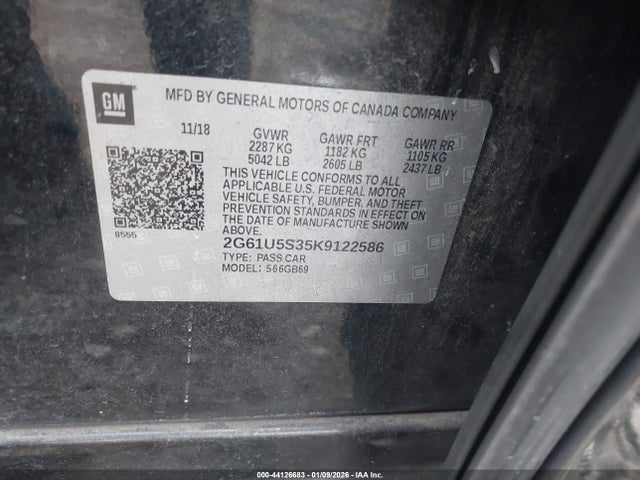 GM
MFD BY GENERAL MOTORS OF CANADA COMPANY
11/18 GVWR GAWR FRT GAWR RR
2287 KG 1182 KG 1105 KG
5042 LB 2605 LB 2437 LB
THIS VEHICLE CONFORMS TO ALL
APPLICABLE U.S. FEDERAL MOTOR
VEHICLE SAFETY, BUMPER, AND THEFT
PREVENTION STANDARDS IN EFFECT ON
THE DATE OF MANUFACTURE SHOWN
ABOVE.
8555
2G61U5S35K9122586
TYPE: PASS CAR
MODEL: 566GB69
000-44126683 - 01/09/2026 - IAA Inc.